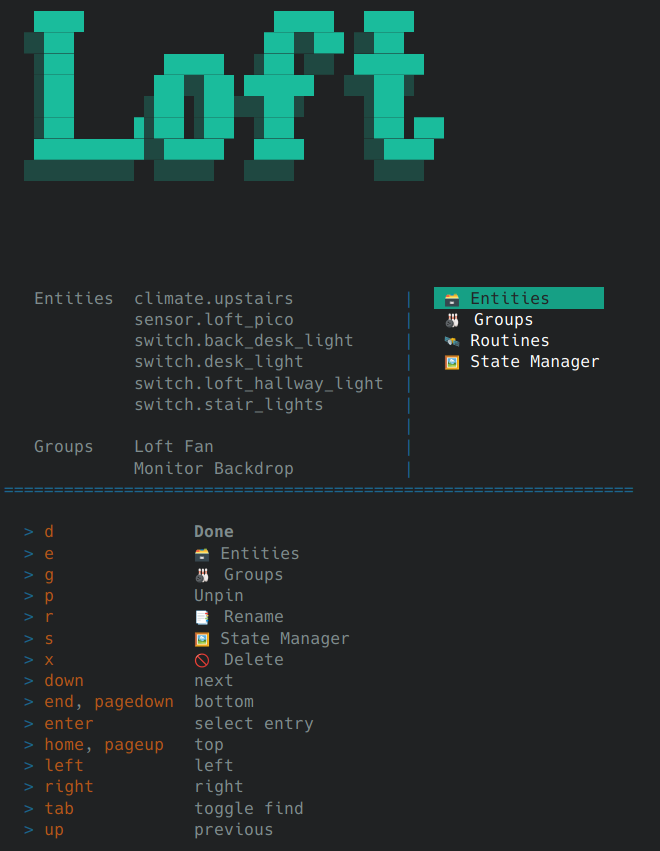 Loft
Entities climate.upstairs | 🗃️ Entities
sensor.loft_pico | 🎳 Groups
switch.back_desk_light | 🛰️ Routines
switch.desk_light | 🖼️ State Manager
switch.loft_hallway_light |
switch.stair_lights |
|
Groups Loft Fan |
Monitor Backdrop |
===============================================================
> d Done
> e 🗃️ Entities
> g 🎳 Groups
> p Unpin
> r 📑 Rename
> s 🖼️ State Manager
> x 🚫 Delete
> down next
> end, pagedown bottom
> enter select entry
> home, pageup top
> left left
> right right
> tab toggle find
> up previous